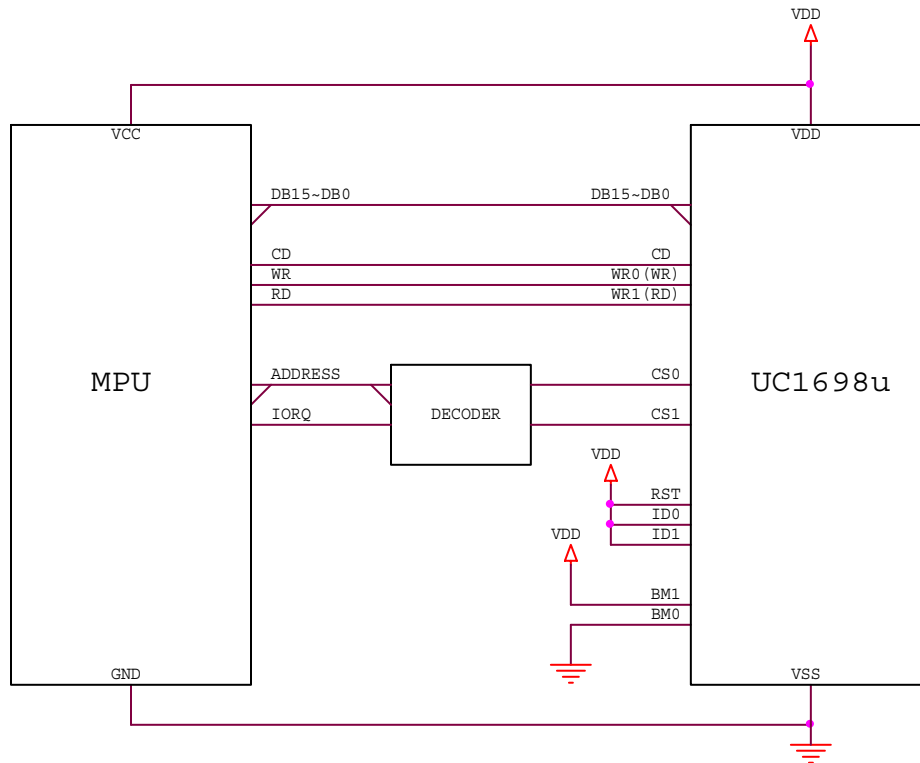 VDD
VCC
VDD
DB15~DB0
DB15~DB0
CD
CD
WR
WR0(WR)
RD
WR1(RD)
MPU
ADDRESS
CS0
UC1698u
IORQ
DECODER
CS1
VDD
RST
ID0
VDD
ID1
BM1
BM0
GND
VSS